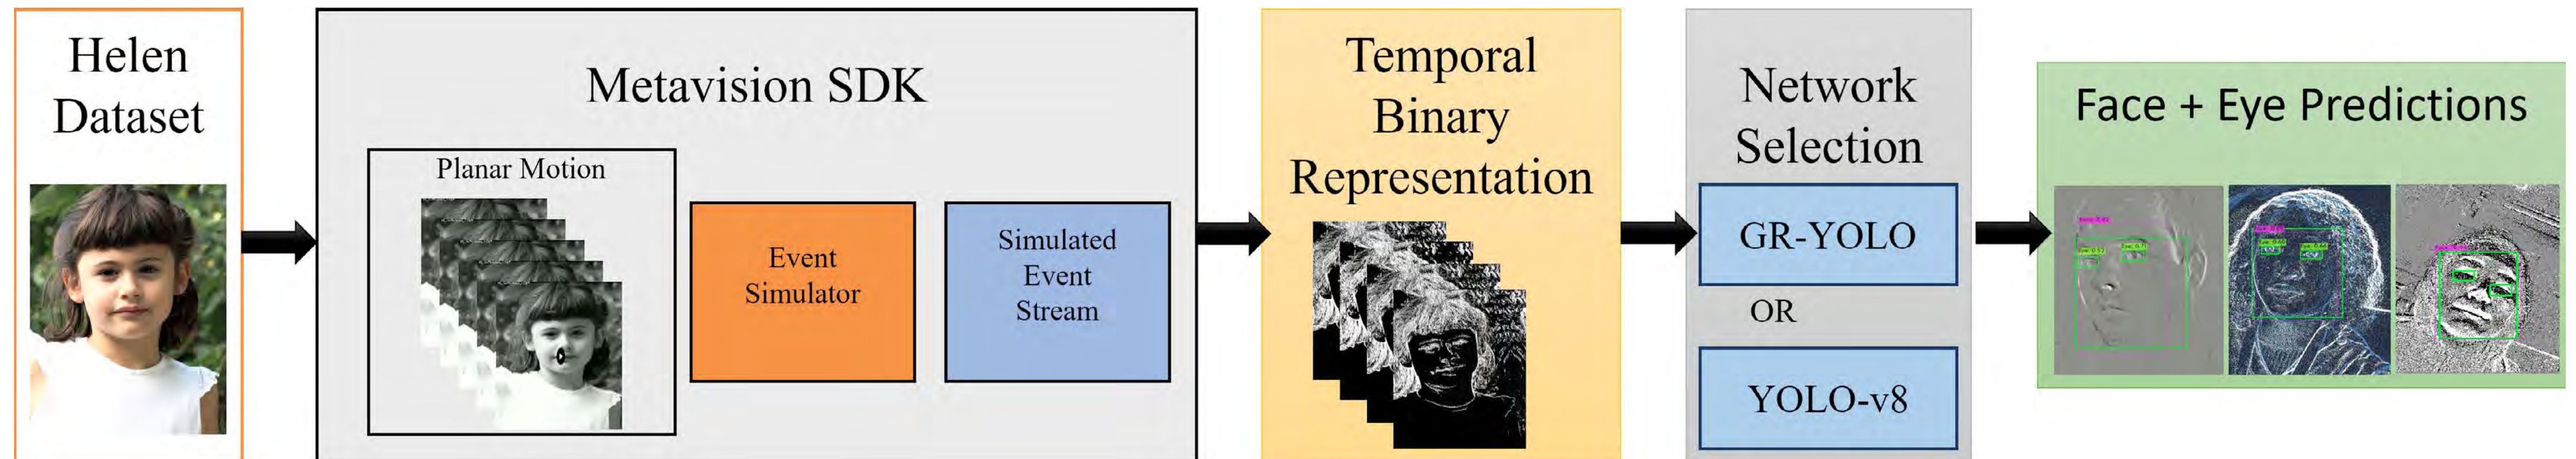 Helen
Dataset
Metavision SDK
Planar Motion
Event
Simulator
Simulated
Event
Stream
Temporal
Binary
Representation
Network
Selection
GR-YOLO
OR
YOLO-v8
Face + Eye Predictions